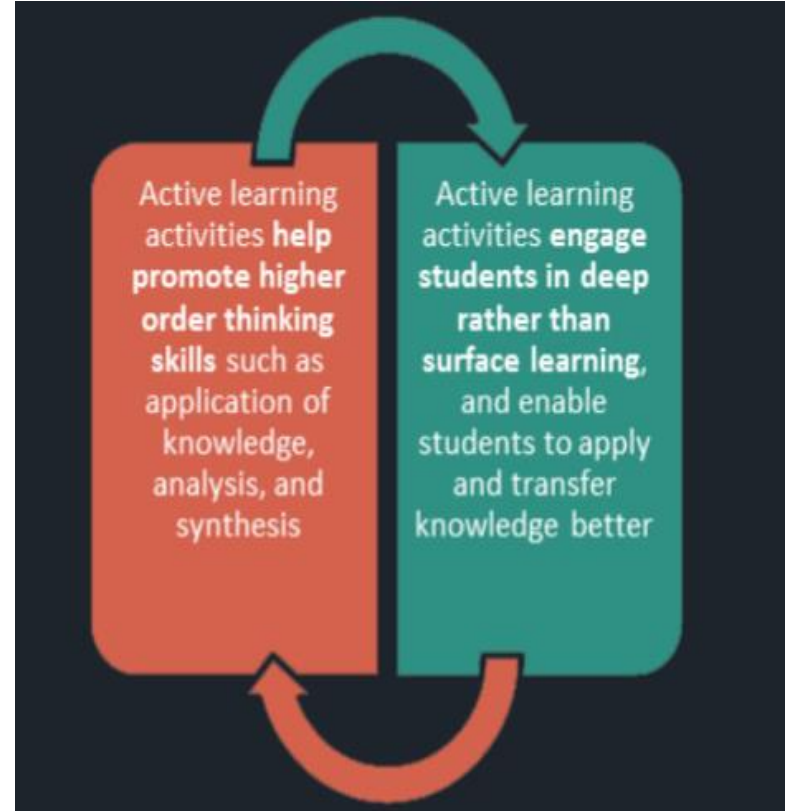 Active learning
activities help
promote higher
order thinking
skills such as
application of
knowledge,
analysis, and
synthesis
Active learning
activities engage
students in deep
rather than
surface learning,
and enable
students to apply
and transfer
knowledge better